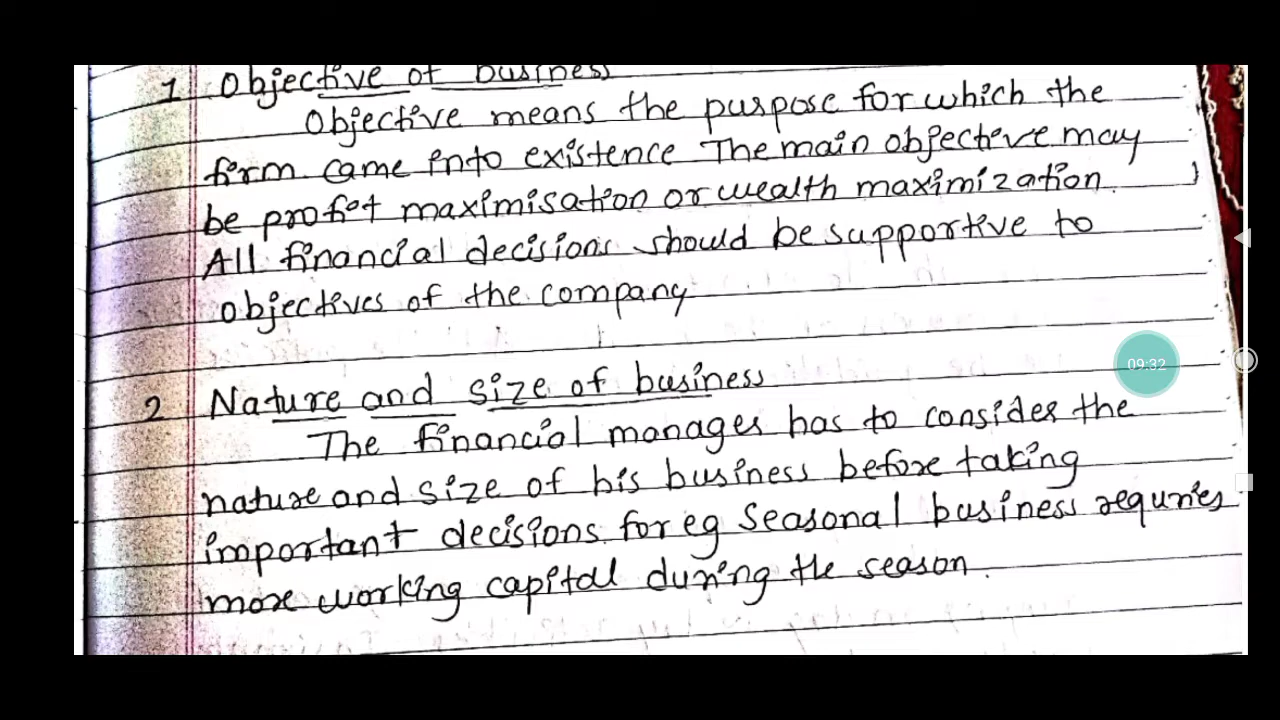 1 Objective of business
Objective means the purpose for which the
firm came into existence The main objective may
be profit maximisation or wealth maximization.
All financial decisions should be supportive to
objectives of the company
09:32
2 Nature and size of business
The financial manager has to consider the
nature and size of his business before taking
important decisions for eg Seasonal business requries
more working capital during the season.